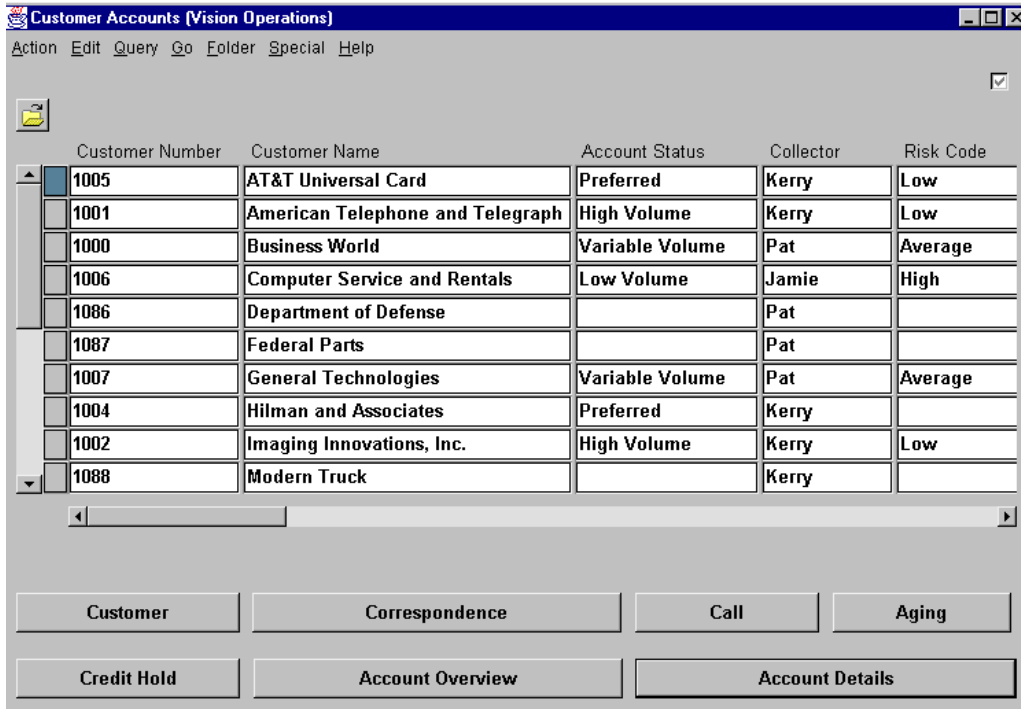 Customer Accounts (Vision Operations)
Action Edit Query Go Folder Special Help
Customer Number Customer Name Account Status Collector Risk Code
1005 AT&T Universal Card Preferred Kerry Low
1001 American Telephone and Telegraph High Volume Kerry Low
1000 Business World Variable Volume Pat Average
1006 Computer Service and Rentals Low Volume Jamie High
1086 Department of Defense Pat
1087 Federal Parts Pat
1007 General Technologies Variable Volume Pat Average
1004 Hilman and Associates Preferred Kerry
1002 Imaging Innovations, Inc. High Volume Kerry Low
1088 Modern Truck Kerry
Customer Correspondence Call Aging
Credit Hold Account Overview Account Details